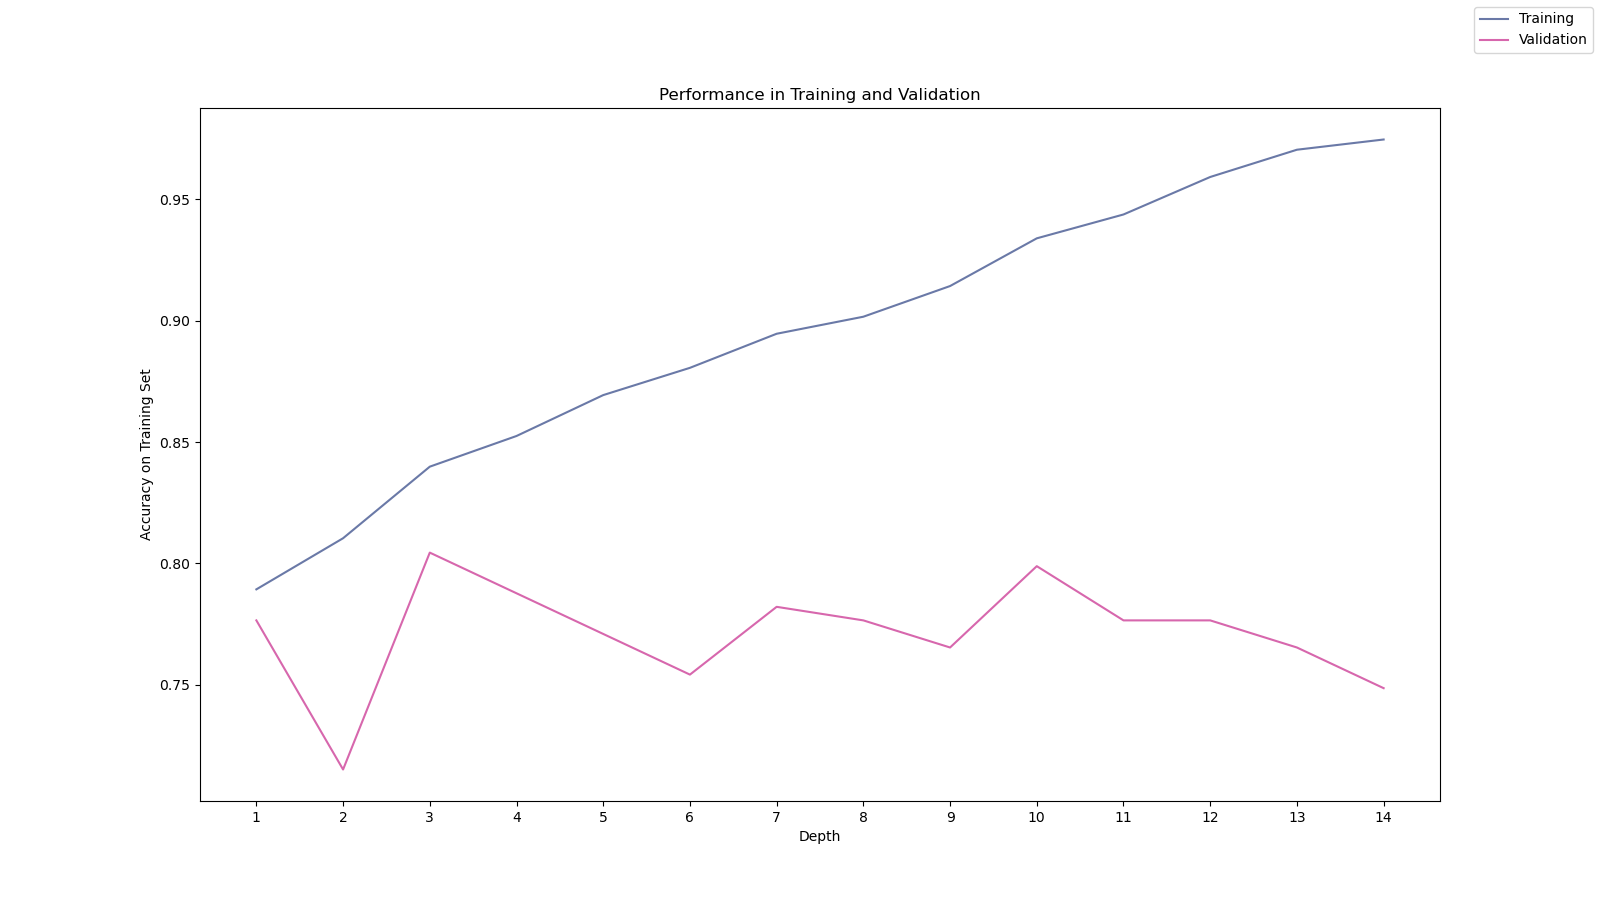 Training
Validation
Performance in Training and Validation
0.95
0.90
0.85
0.80
0.75
Accuracy on Training Set
1 2 3 4 5 6 7 8 9 10 11 12 13 14
Depth